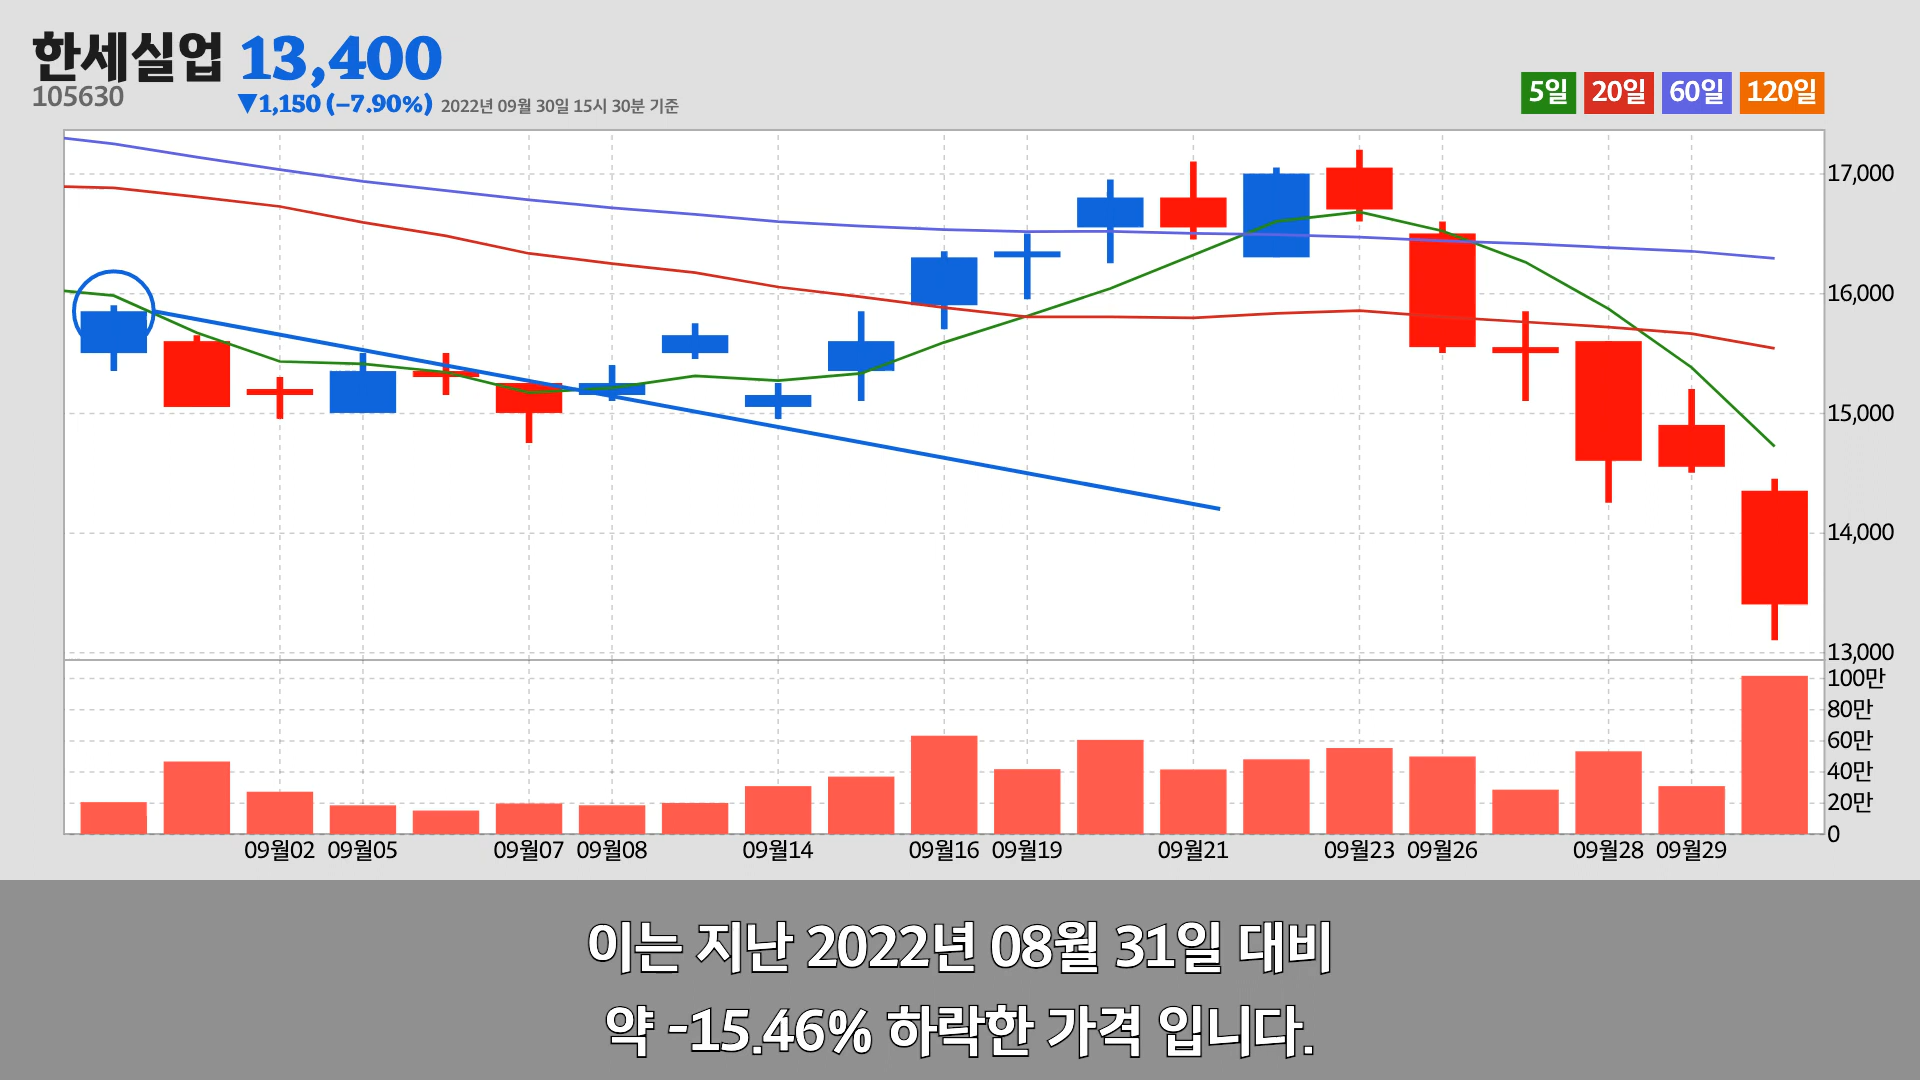 한세실업 13,400
105630
▼1,150 (−7.90%) 2022년 09월 30일 15시 30분 기준
5일 20일 60일 120일
17,000
16,000
15,000
14,000
13,000
100만
80만
60만
40만
20만
0
09월02 09월05 09월07 09월08 09월14 09월16 09월19 09월21 09월23 09월26 09월28 09월29
이는 지난 2022년 08월 31일 대비
약 -15.46% 하락한 가격 입니다.